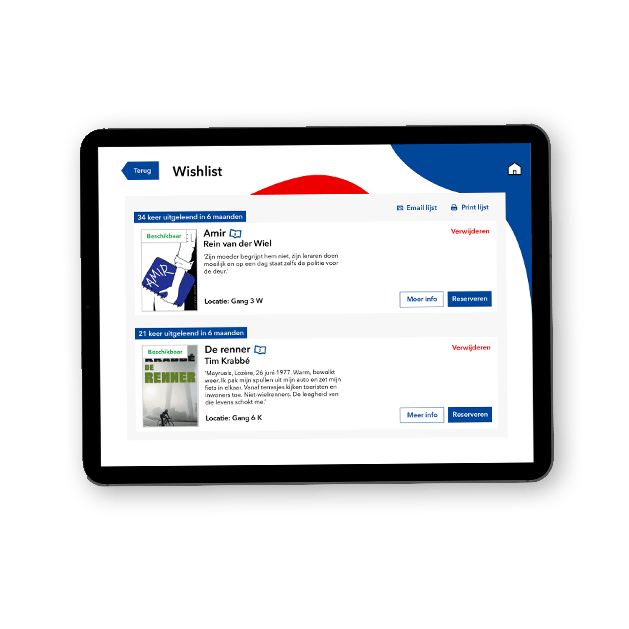 Terug
Wishlist
Email lijst
Print lijst
34 keer uitgeleend in 6 maanden
Beschikbaar
AMIR
Amir
Rein van der Wiel
Verwijderen
'Zijn moeder begrijpt hem niet, zijn leraren doen
moeilijk en op een dag staat zelfs de politie voor
de deur.'
Locatie: Gang 3 W
Meer info
Reserveren
21 keer uitgeleend in 6 maanden
Beschikbaar
KRABBÉ
DE
RENNER
De renner
Tim Krabbé
Verwijderen
'Meyrueis, Lozère, 26 juni 1977. Warm, bewolkt
weer. Ik pak mijn spullen uit mijn auto en zet mijn
fiets in elkaar. Vanaf terrasjes kijken toeristen en
inwoners toe. Niet-wielrenners. De leegheid van
die levens schokt me.'
Locatie: Gang 6 K
Meer info
Reserveren